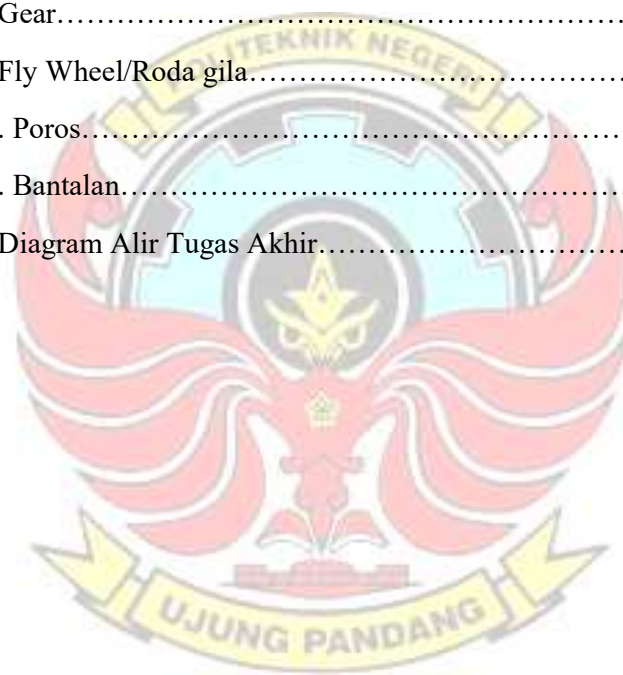 Gear……………………………………………………
POLITEKNIK NEGERI
Fly Wheel/Roda gila…………………………………
. Poros…………………………………………………
. Bantalan………………………………………………
Diagram Alir Tugas Akhir……………………………
UJUNG PANDANG